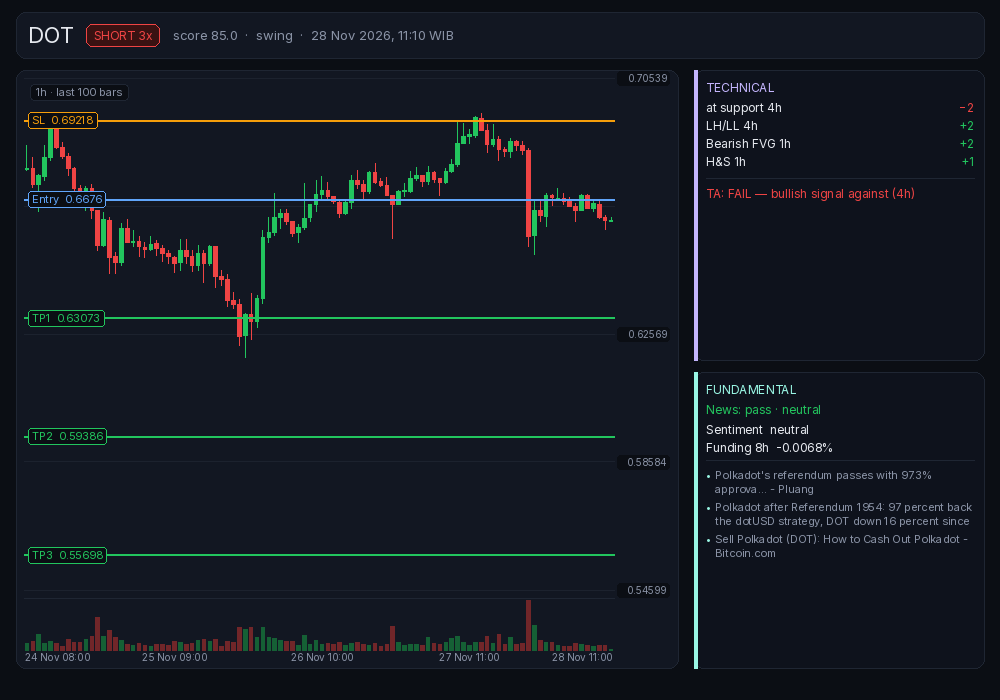 DOT SHORT 3x score 85.0 · swing · 28 Nov 2026, 11:10 WIB
1h · last 100 bars
0.70539
SL 0.69218
Entry 0.6676
TP1 0.63073
0.62569
TP2 0.59386
0.58584
TP3 0.55698
0.54599
24 Nov 08:00 25 Nov 09:00 26 Nov 10:00 27 Nov 11:00 28 Nov 11:00
TECHNICAL
at support 4h −2
LH/LL 4h +2
Bearish FVG 1h +2
H&S 1h +1
TA: FAIL — bullish signal against (4h)
FUNDAMENTAL
News: pass · neutral
Sentiment neutral
Funding 8h -0.0068%
• Polkadot's referendum passes with 97.3%
approva... - Pluang
• Polkadot after Referendum 1954: 97 percent back
the dotUSD strategy, DOT down 16 percent since
• Sell Polkadot (DOT): How to Cash Out Polkadot -
Bitcoin.com